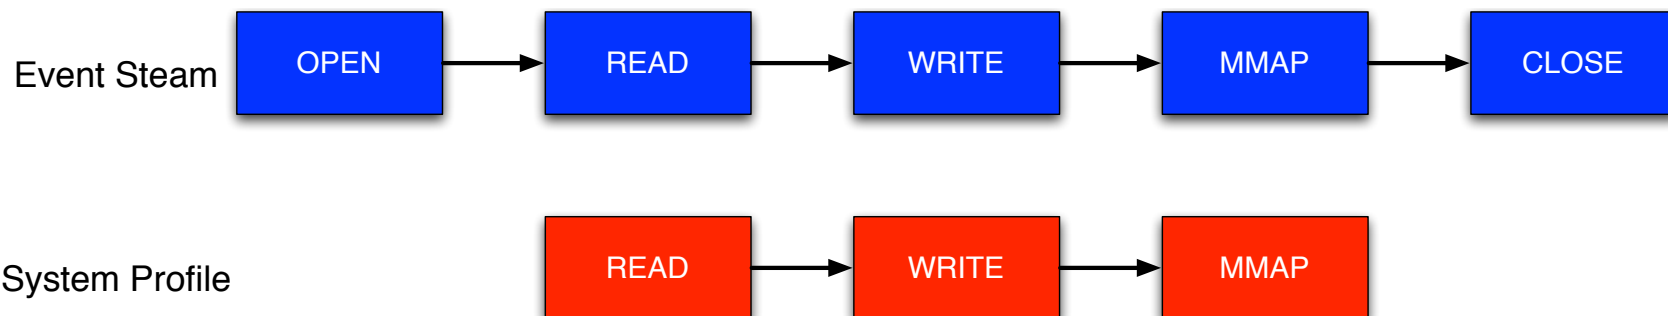 Event Steam OPEN READ WRITE MMAP CLOSE
System Profile READ WRITE MMAP